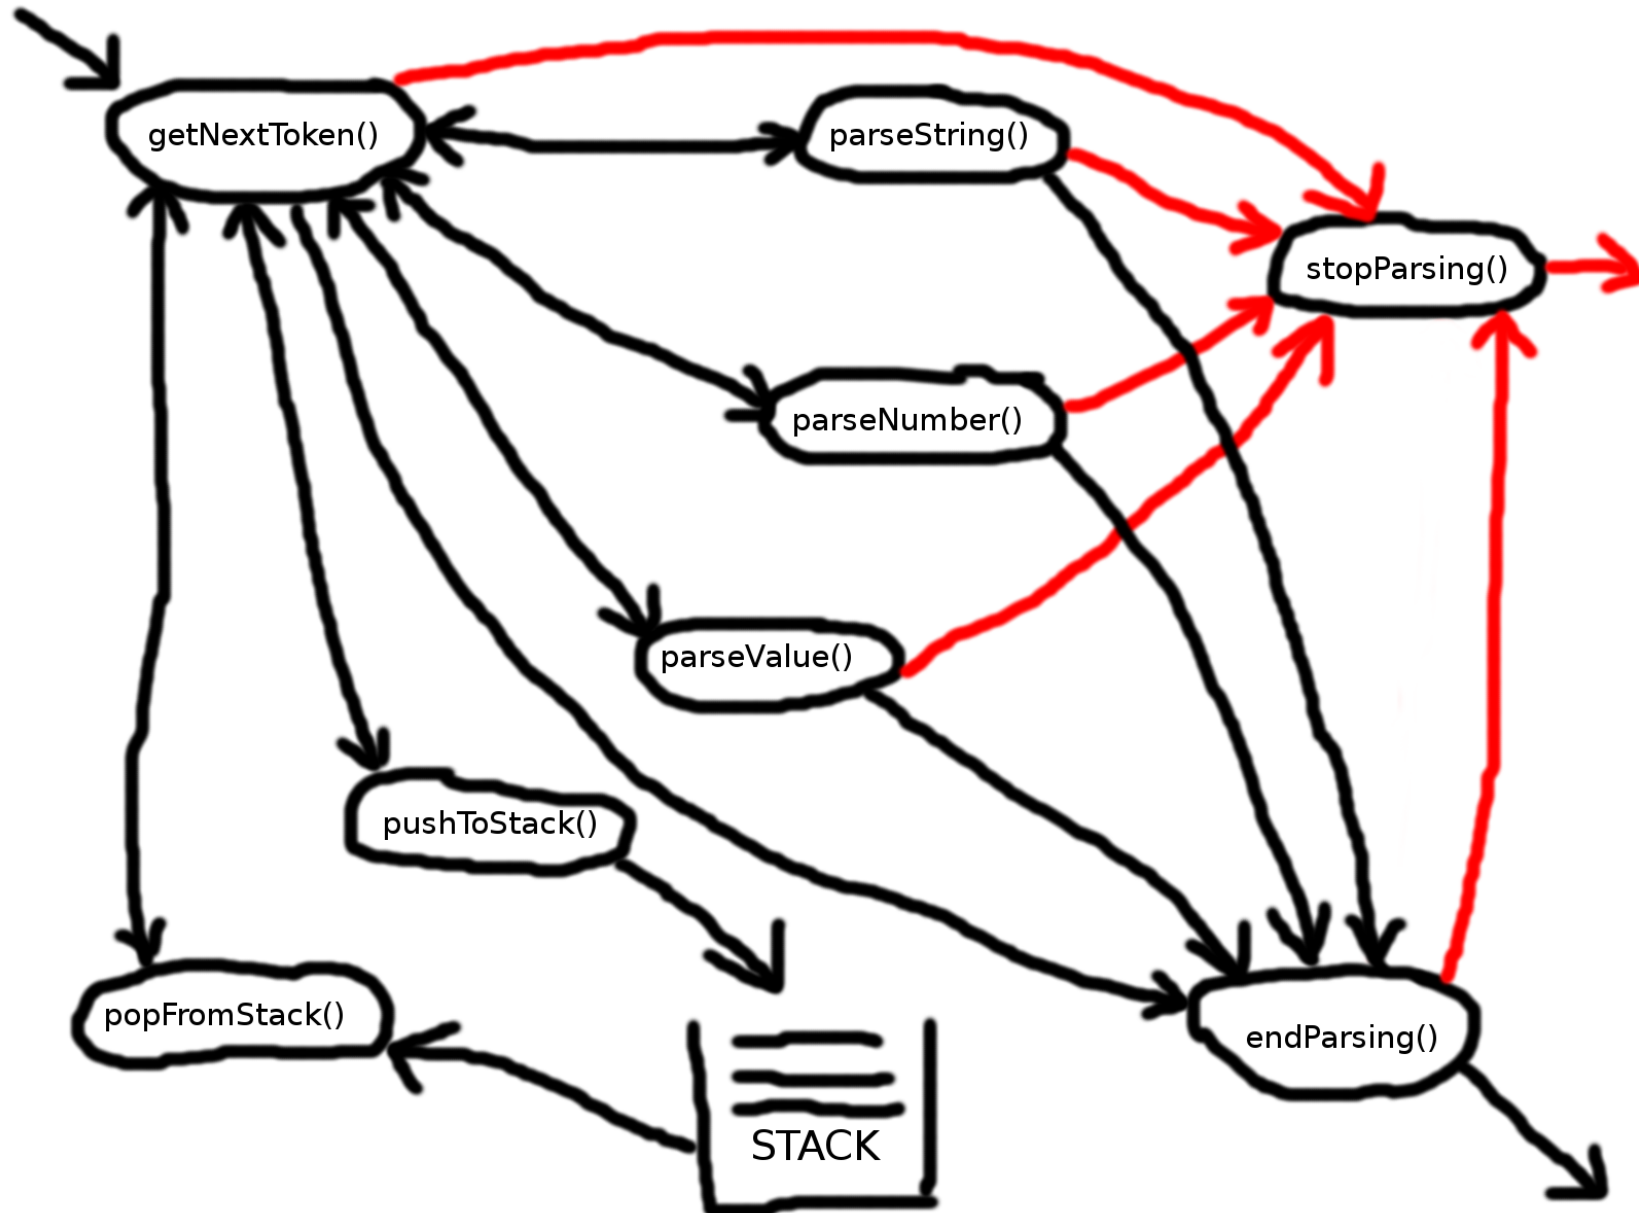 getNextToken()
parseString()
stopParsing()
parseNumber()
parseValue()
pushToStack()
popFromStack()
endParsing()
STACK